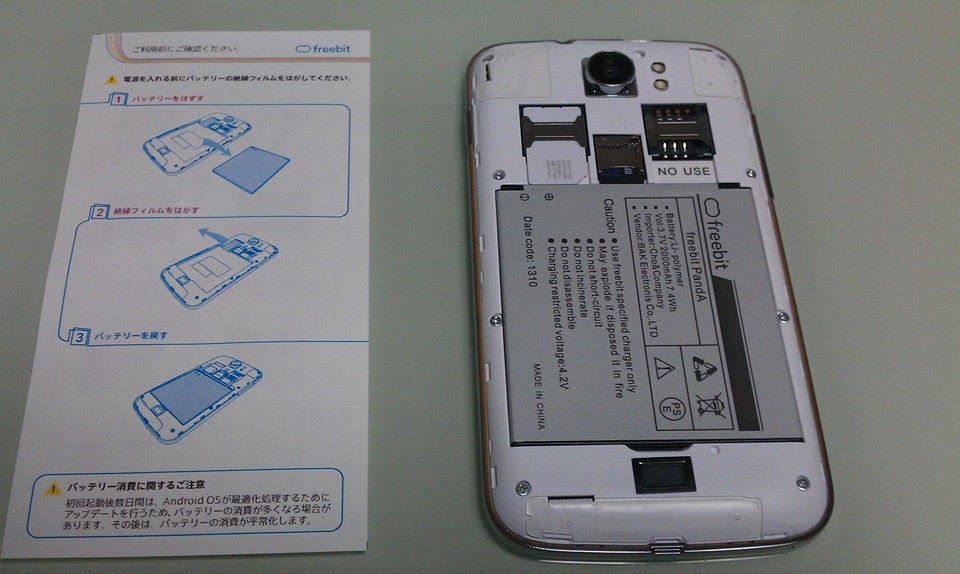 ご利用前にご確認ください
freebit
電源を入れる前にバッテリーの絶縁フィルムをはがしてください。
1 バッテリーをはずす
2 絶縁フィルムをはがす
3 バッテリーを戻す
バッテリー消費に関するご注意
初回起動後数日間は、Android OSが最適化処理するために
アップデートを行うため、バッテリーの消費が多くなる場合が
あります。その後は、バッテリーの消費が平常化します。
NO USE
freebit
freebit PandA
• Battery:Li-polymer
• Vol:3.7V 2000mAh 7.4Wh
• Importer:Cho&Company
• Vendor:BAK Electronis Co.,LTD
PS
E
Caution
• Use freebit specified charger only
• May explode if disposed it in fire
• Do not short-circuit
• Do not incinerate
• Do not disassemble
• Charging restricted voltage:4.2V
Date code: 1310
MADE IN CHINA